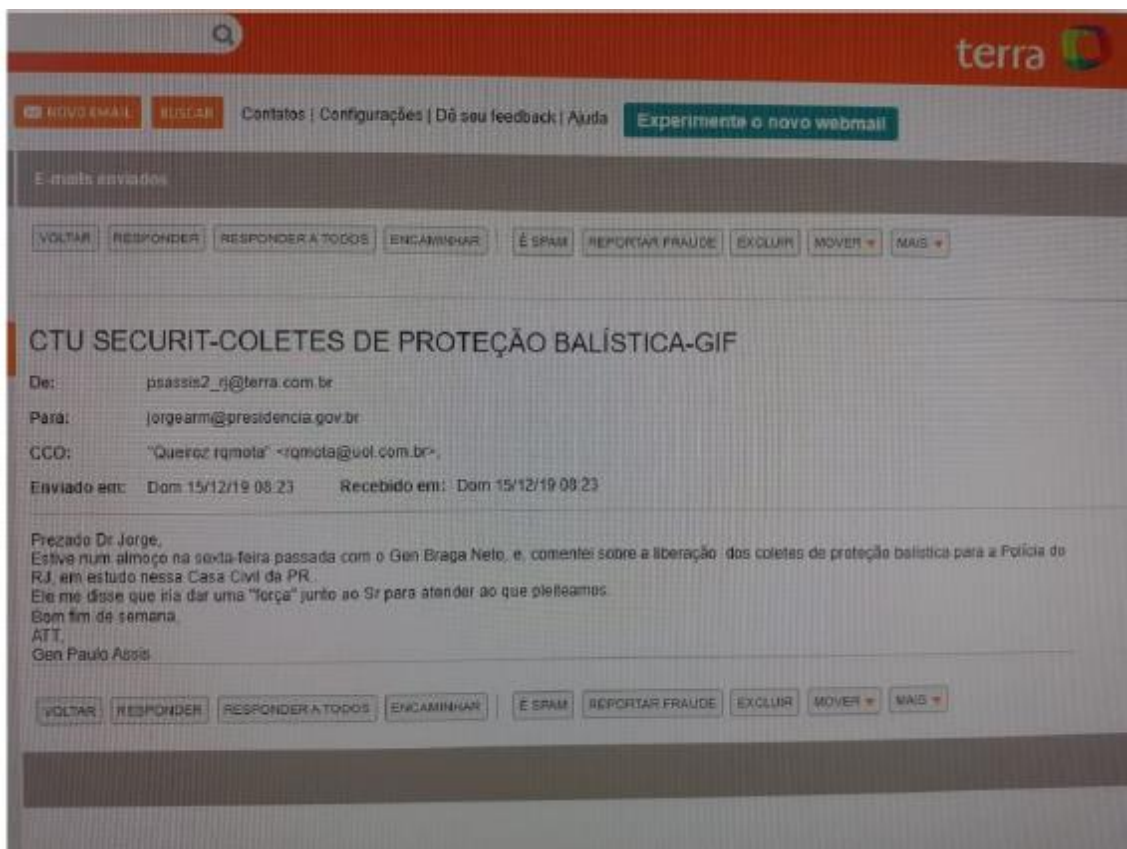 terra
NOVO EMAIL BUSCAR Contatos | Configurações | Dê seu feedback | Ajuda Experimente o novo webmail
E-mails enviados
VOLTAR RESPONDER RESPONDER A TODOS ENCAMINHAR É SPAM REPORTAR FRAUDE EXCLUIR MOVER MAIS
CTU SECURIT-COLETES DE PROTEÇÃO BALÍSTICA-GIF
De: psassis2_rj@terra.com.br
Para: jorgearm@presidencia.gov.br
CCO: "Queiroz rqmota" <rqmota@uol.com.br>,
Enviado em: Dom 15/12/19 08:23 Recebido em: Dom 15/12/19 08:23
Prezado Dr Jorge,
Estive num almoço na sexta-feira passada com o Gen Braga Neto, e, comentei sobre a liberação dos coletes de proteção balística para a Polícia do
RJ, em estudo nessa Casa Civil da PR.
Ele me disse que iria dar uma "força" junto ao Sr para atender ao que pleiteamos.
Bom fim de semana,
ATT,
Gen Paulo Assis
VOLTAR RESPONDER RESPONDER A TODOS ENCAMINHAR É SPAM REPORTAR FRAUDE EXCLUIR MOVER MAIS